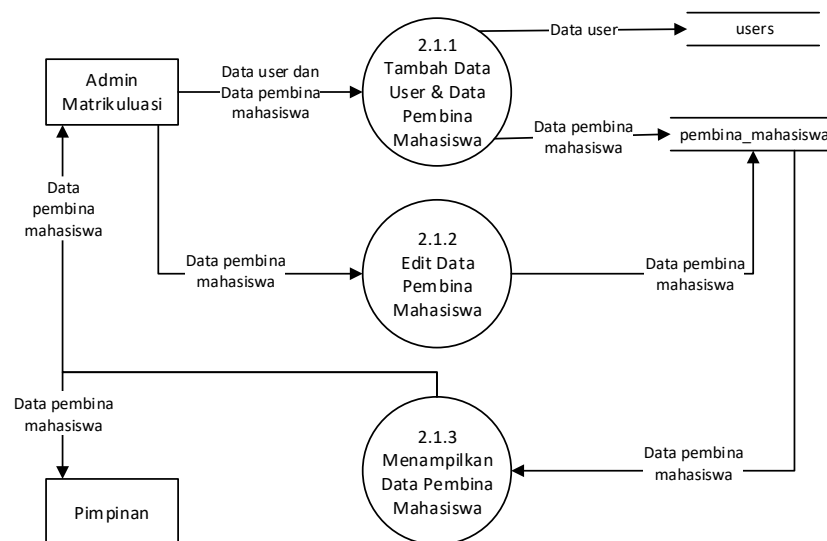 2.1.1
Tambah Data
User & Data
Pembina
Mahasiswa
Data user
users
Admin
Matrikuluasi
Data user dan
Data pembina
mahasiswa
Data pembina
mahasiswa
pembina_mahasiswa
Data
pembina
mahasiswa
2.1.2
Edit Data
Pembina
Mahasiswa
Data pembina
mahasiswa
Data pembina
mahasiswa
Data pembina
mahasiswa
2.1.3
Menampilkan
Data Pembina
Mahasiswa
Data pembina
mahasiswa
Pimpinan